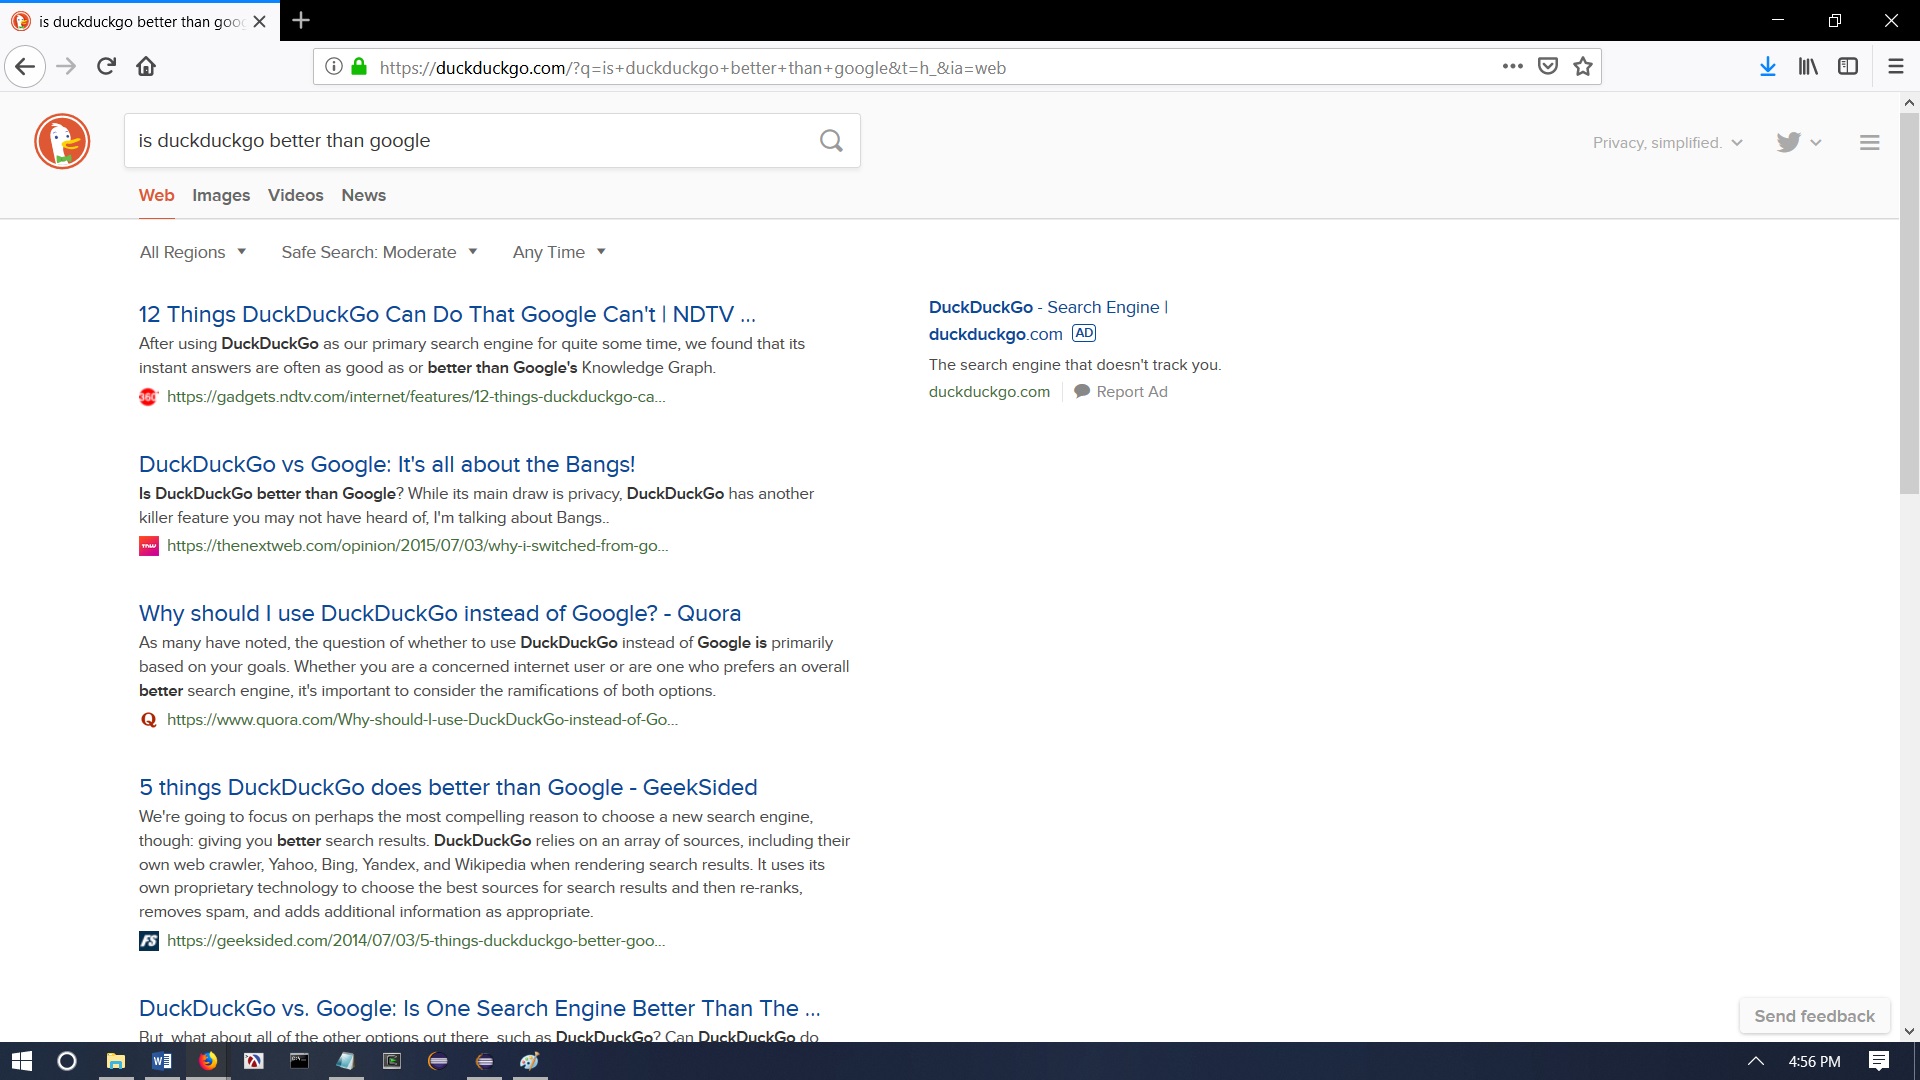 is duckduckgo better than goog
https://duckduckgo.com/?q=is+duckduckgo+better+than+google&t=h_&ia=web
is duckduckgo better than google
Privacy, simplified.
Web Images Videos News
All Regions Safe Search: Moderate Any Time
12 Things DuckDuckGo Can Do That Google Can't | NDTV ...
After using DuckDuckGo as our primary search engine for quite some time, we found that its
instant answers are often as good as or better than Google's Knowledge Graph.
360
https://gadgets.ndtv.com/internet/features/12-things-duckduckgo-ca...
DuckDuckGo - Search Engine |
duckduckgo.com AD
The search engine that doesn't track you.
duckduckgo.com Report Ad
DuckDuckGo vs Google: It's all about the Bangs!
Is DuckDuckGo better than Google? While its main draw is privacy, DuckDuckGo has another
killer feature you may not have heard of, I'm talking about Bangs..
TNW https://thenextweb.com/opinion/2015/07/03/why-i-switched-from-go...
Why should I use DuckDuckGo instead of Google? - Quora
As many have noted, the question of whether to use DuckDuckGo instead of Google is primarily
based on your goals. Whether you are a concerned internet user or are one who prefers an overall
better search engine, it's important to consider the ramifications of both options.
Q https://www.quora.com/Why-should-I-use-DuckDuckGo-instead-of-Go...
5 things DuckDuckGo does better than Google - GeekSided
We're going to focus on perhaps the most compelling reason to choose a new search engine,
though: giving you better search results. DuckDuckGo relies on an array of sources, including their
own web crawler, Yahoo, Bing, Yandex, and Wikipedia when rendering search results. It uses its
own proprietary technology to choose the best sources for search results and then re-ranks,
removes spam, and adds additional information as appropriate.
FS https://geeksided.com/2014/07/03/5-things-duckduckgo-better-goo...
DuckDuckGo vs. Google: Is One Search Engine Better Than The ...
But, what about all of the other options out there, such as DuckDuckGo? Can DuckDuckGo do
Send feedback
4:56 PM